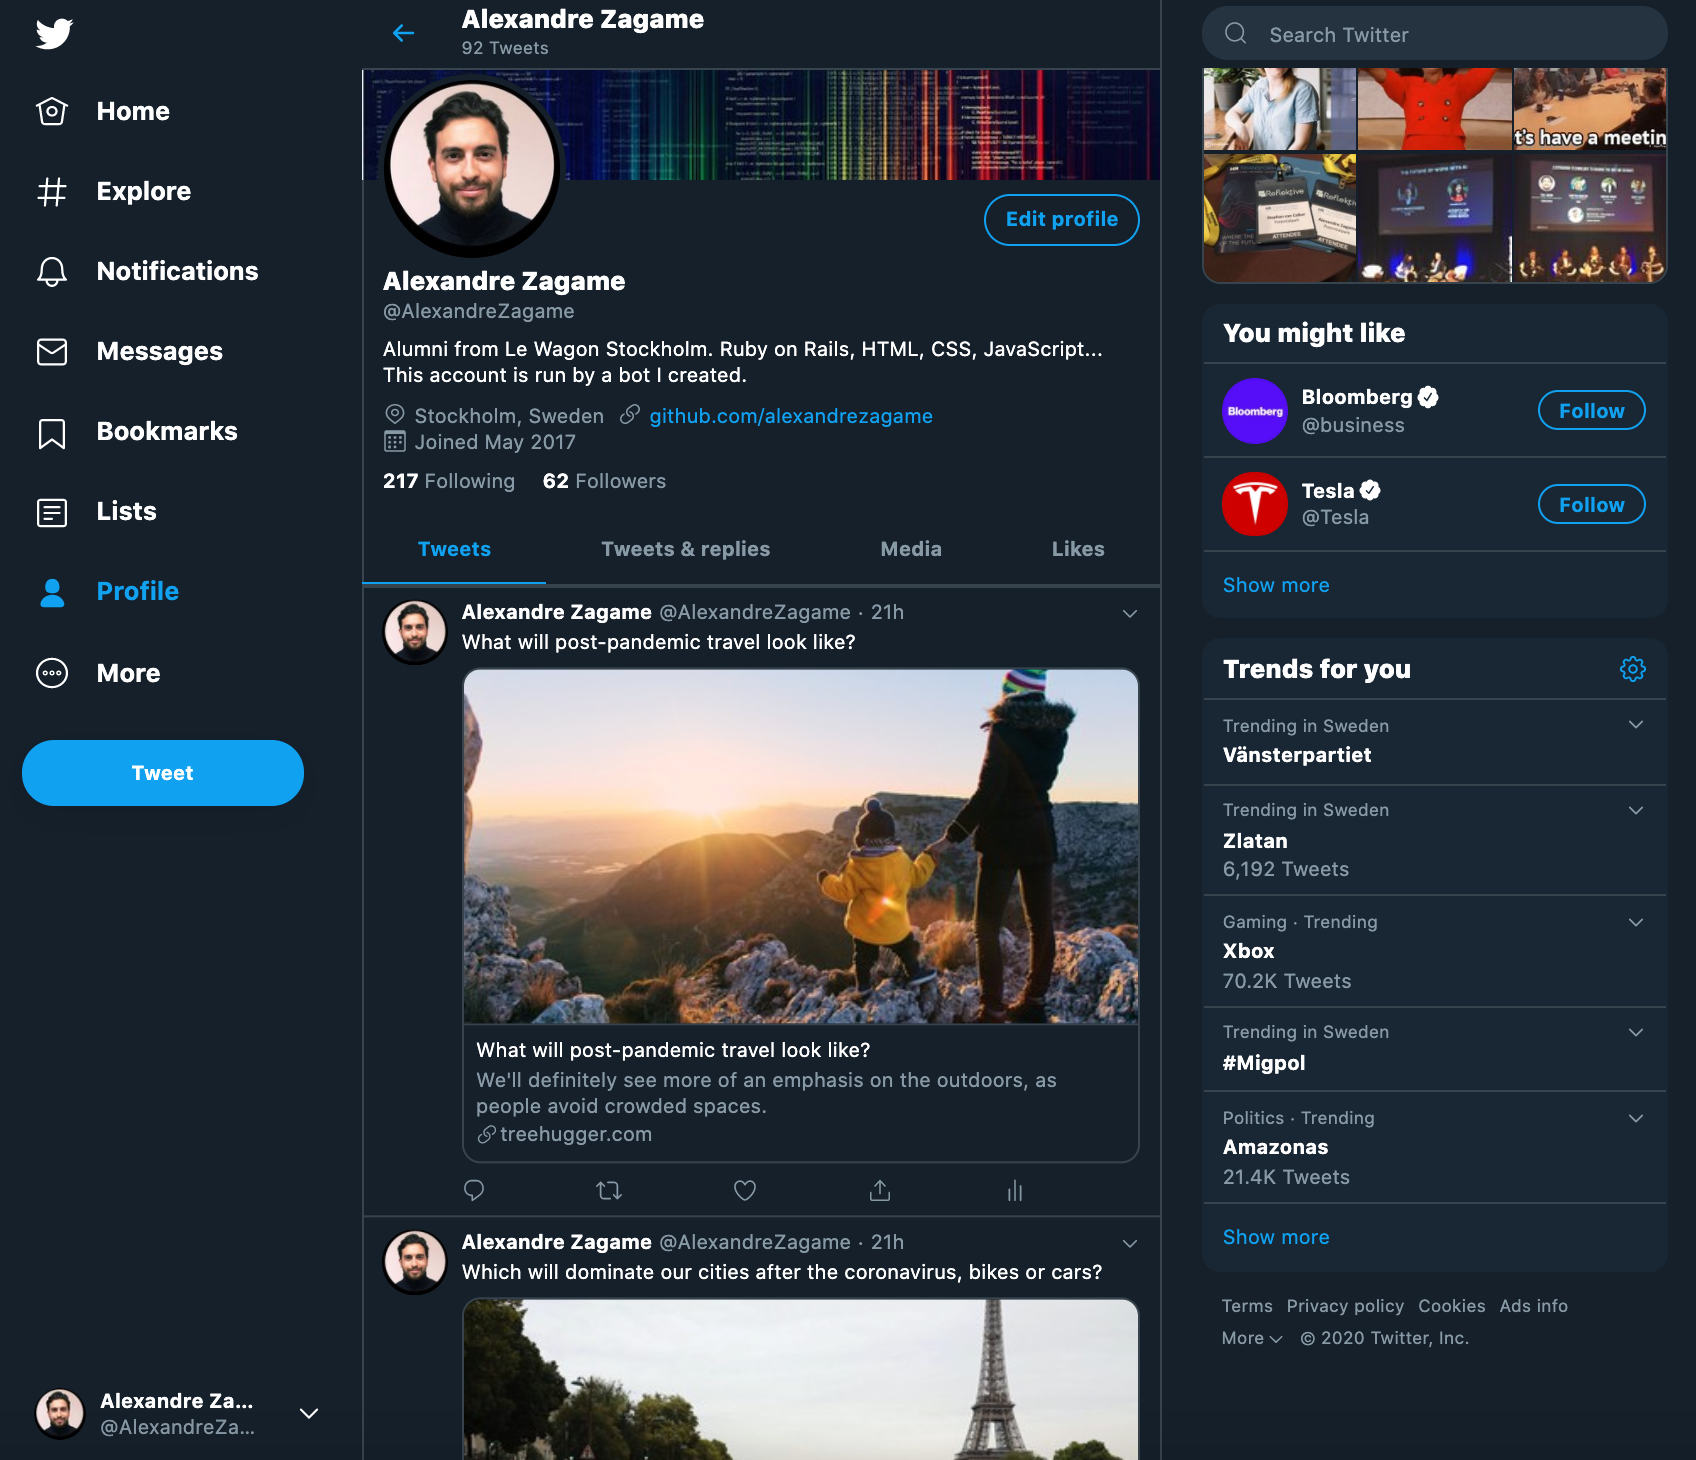 Home
Explore
Notifications
Messages
Bookmarks
Lists
Profile
More
Tweet
Alexandre Za...
@AlexandreZa...
Alexandre Zagame
92 Tweets
Edit profile
Alexandre Zagame
@AlexandreZagame
Alumni from Le Wagon Stockholm. Ruby on Rails, HTML, CSS, JavaScript...
This account is run by a bot I created.
Stockholm, Sweden github.com/alexandrezagame
Joined May 2017
217 Following 62 Followers
Tweets Tweets & replies Media Likes
Alexandre Zagame @AlexandreZagame · 21h
What will post-pandemic travel look like?
What will post-pandemic travel look like?
We'll definitely see more of an emphasis on the outdoors, as
people avoid crowded spaces.
treehugger.com
Alexandre Zagame @AlexandreZagame · 21h
Which will dominate our cities after the coronavirus, bikes or cars?
Search Twitter
t's have a meetin
Reflektive
ATTENDEE
Reflektiv
ATTENDEE
You might like
Bloomberg
Bloomberg
@business
Follow
Tesla
@Tesla
Follow
Show more
Trends for you
Trending in Sweden
Vänsterpartiet
Trending in Sweden
Zlatan
6,192 Tweets
Gaming · Trending
Xbox
70.2K Tweets
Trending in Sweden
#Migpol
Politics · Trending
Amazonas
21.4K Tweets
Show more
Terms Privacy policy Cookies Ads info
More © 2020 Twitter, Inc.